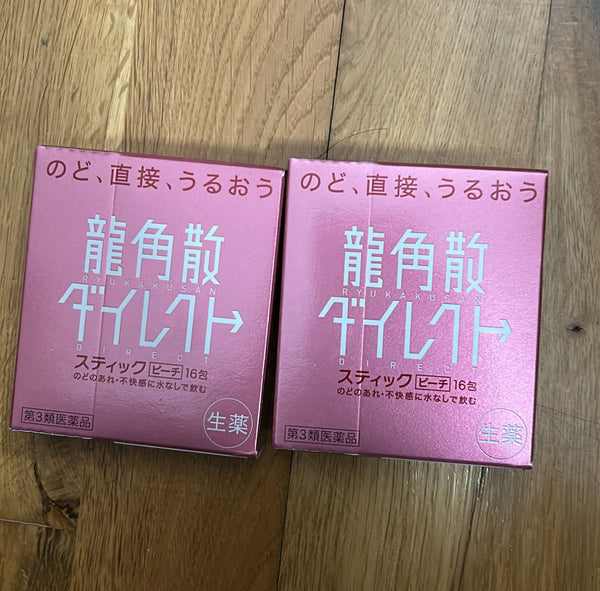 のど、直接、うるおう
龍角散
RYUKAKUSAN
ダイレクト
DIRECT
スティック ピーチ 16包
のどのあれ・不快感に水なしで飲む
第3類医薬品
生薬
のど、直接、うるおう
龍角散
RYUKAKUSAN
ダイレクト
DIRECT
スティック ピーチ 16包
のどのあれ・不快感に水なしで飲む
第3類医薬品
生薬